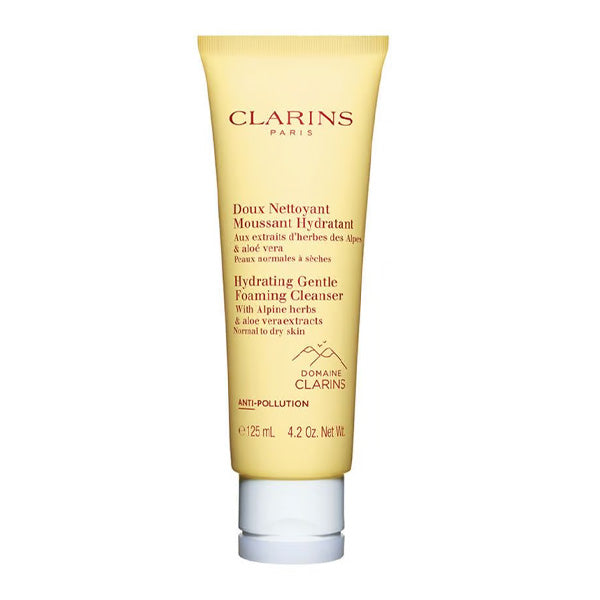 CLARINS
PARIS
Doux Nettoyant
Moussant Hydratant
Aux extraits d'herbes des Alpes
& aloé vera
Peaux normales à sèches
Hydrating Gentle
Foaming Cleanser
With Alpine herbs
& aloe vera extracts
Normal to dry skin
DOMAINE
CLARINS
ANTI-POLLUTION
℮125 mL 4.2 Oz. Net Wt.